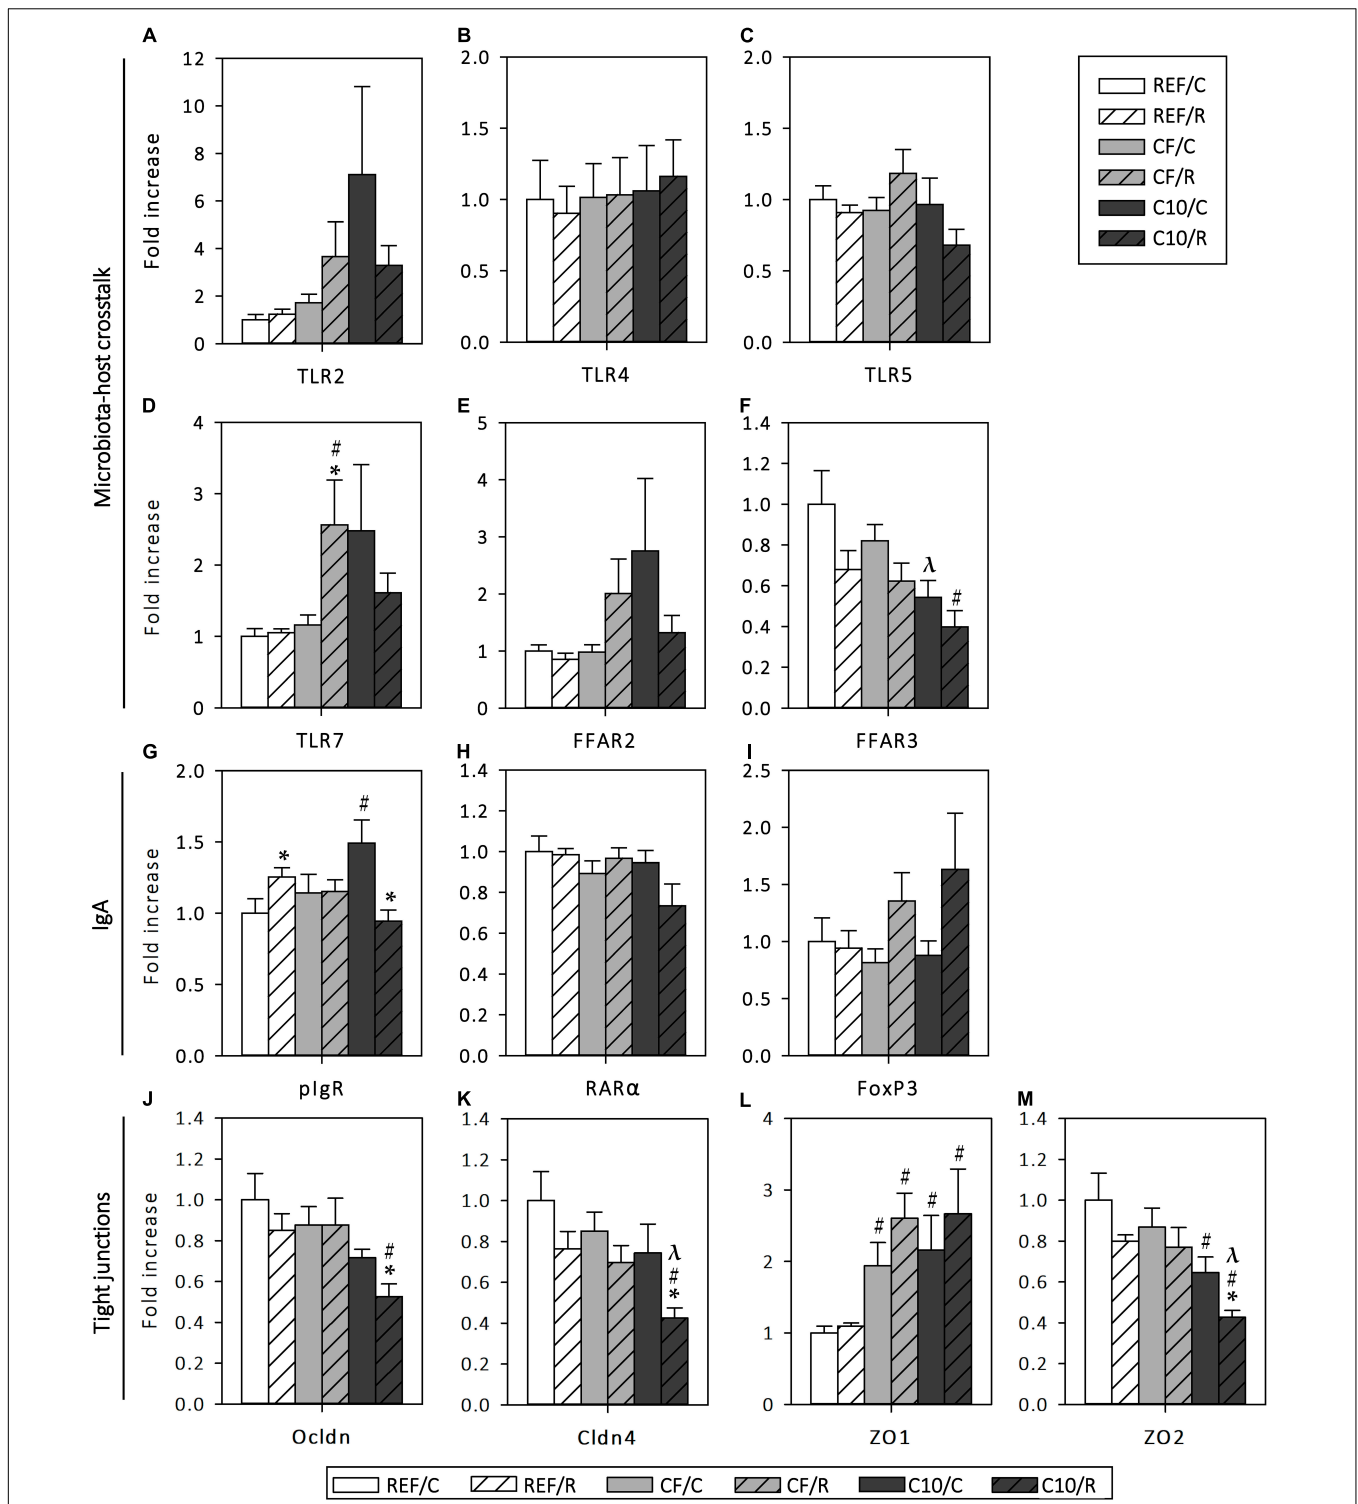 A
B
C
12
10
8
6
4
2
0
Fold increase
TLR2
2.0
1.5
1.0
0.5
0.0
TLR4
2.0
1.5
1.0
0.5
0.0
TLR5
REF/C
REF/R
CF/C
CF/R
C10/C
C10/R
Microbiota-host crosstalk
D
E
F
4
3
2
1
0
Fold increase
#
*
TLR7
5
4
3
2
1
0
FFAR2
1.4
1.2
1.0
0.8
0.6
0.4
0.2
0.0
λ
#
FFAR3
IgA
G
H
I
2.0
1.5
1.0
0.5
0.0
Fold increase
*
#
*
pIgR
1.4
1.2
1.0
0.8
0.6
0.4
0.2
0.0
RARα
2.5
2.0
1.5
1.0
0.5
0.0
FoxP3
Tight junctions
J
K
L
M
1.4
1.2
1.0
0.8
0.6
0.4
0.2
0.0
Fold increase
#
*
Ocldn
1.4
1.2
1.0
0.8
0.6
0.4
0.2
0.0
λ
#
*
Cldn4
4
3
2
1
0
#
#
#
#
ZO1
1.4
1.2
1.0
0.8
0.6
0.4
0.2
0.0
#
λ
#
*
ZO2
REF/C REF/R CF/C CF/R C10/C C10/R